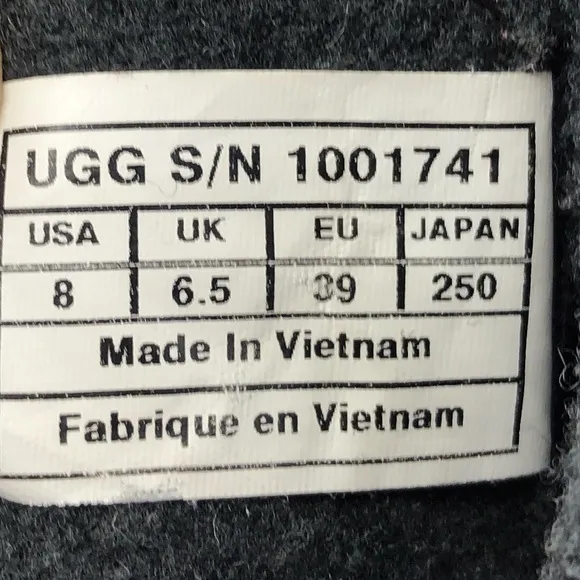 UGG S/N 1001741
USA UK EU JAPAN
8 6.5 39 250
Made In Vietnam
Fabrique en Vietnam